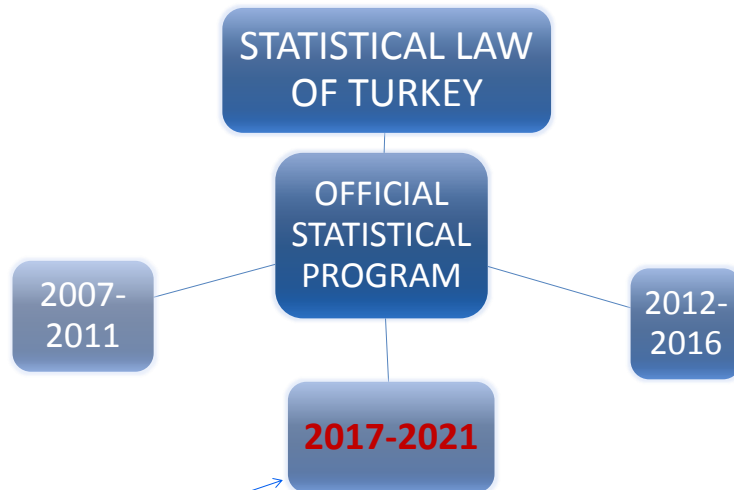 STATISTICAL LAW
OF TURKEY
OFFICIAL
STATISTICAL
PROGRAM
2007-
2011
2012-
2016
2017-2021